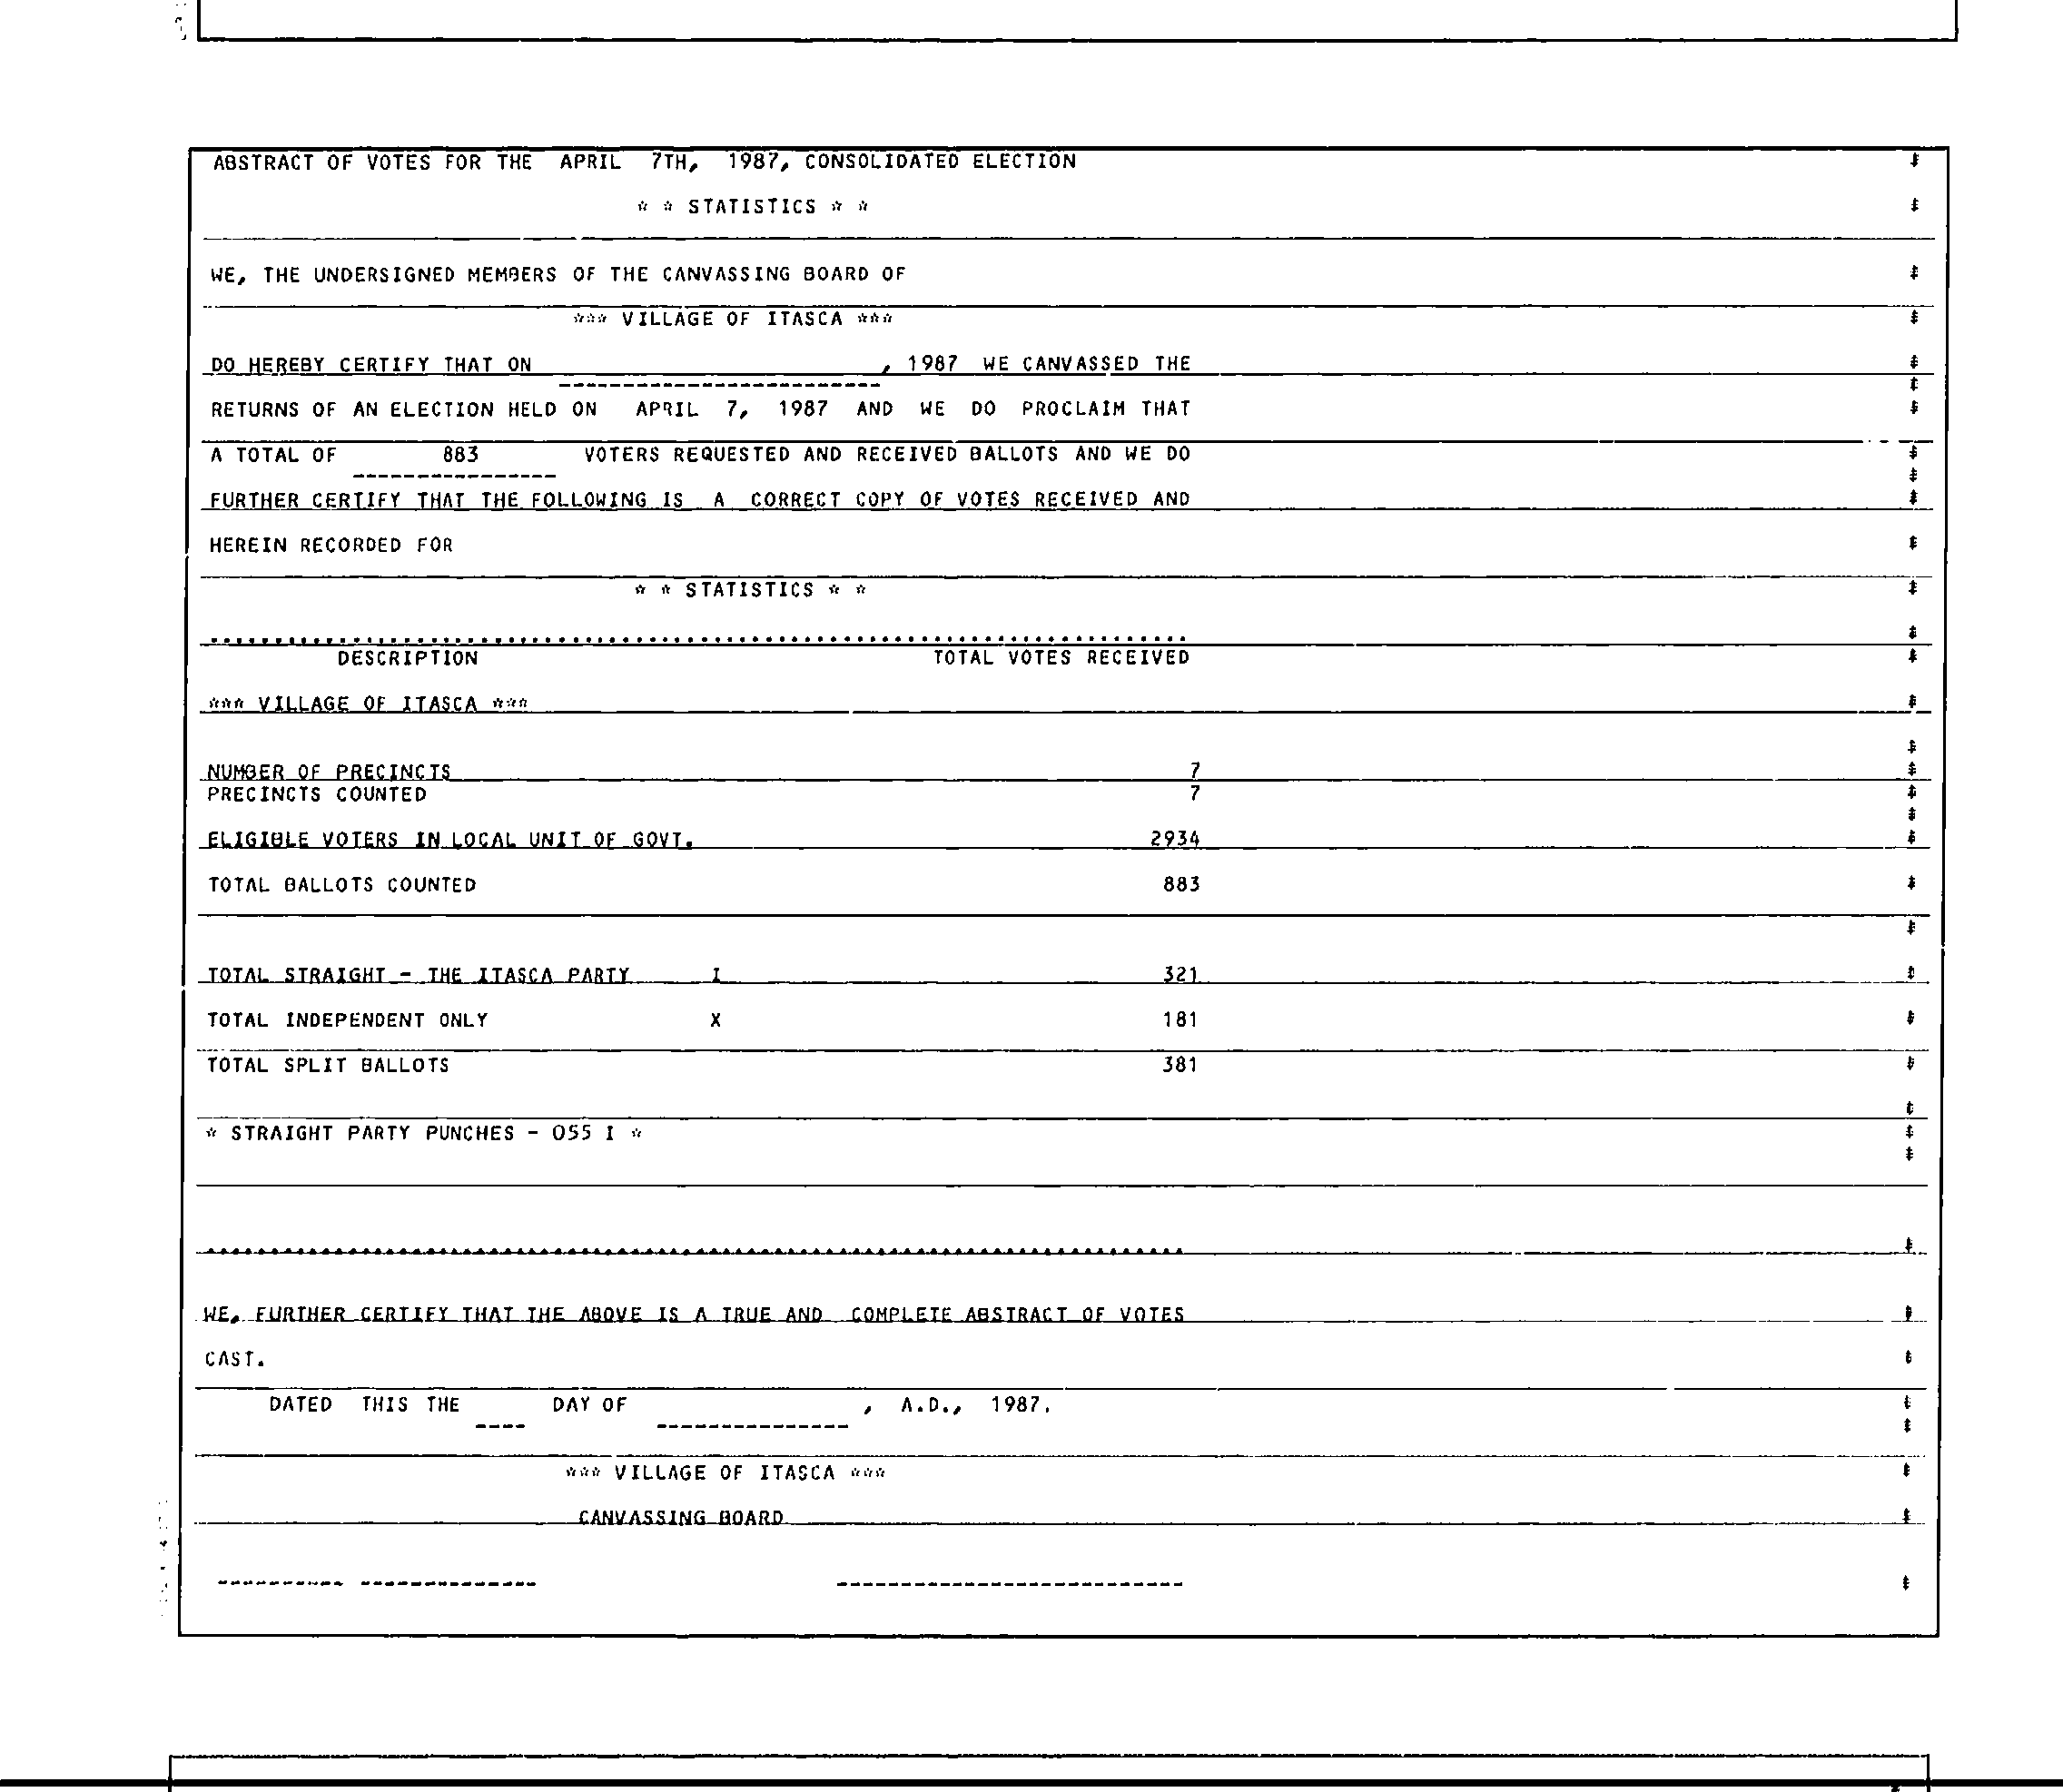 ABSTRACT OF VOTES FOR THE APRIL 7TH, 1987, CONSOLIDATED ELECTION
* * STATISTICS * *
WE, THE UNDERSIGNED MEMBERS OF THE CANVASSING BOARD OF
*** VILLAGE OF ITASCA ***
DO HEREBY CERTIFY THAT ON ________________________, 1987 WE CANVASSED THE
RETURNS OF AN ELECTION HELD ON APRIL 7, 1987 AND WE DO PROCLAIM THAT
A TOTAL OF 883 VOTERS REQUESTED AND RECEIVED BALLOTS AND WE DO
FURTHER CERTIFY THAT THE FOLLOWING IS A CORRECT COPY OF VOTES RECEIVED AND
HEREIN RECORDED FOR
* * STATISTICS * *
DESCRIPTION TOTAL VOTES RECEIVED
*** VILLAGE OF ITASCA ***
NUMBER OF PRECINCTS 7
PRECINCTS COUNTED 7
ELIGIBLE VOTERS IN LOCAL UNIT OF GOVT. 2934
TOTAL BALLOTS COUNTED 883
TOTAL STRAIGHT - THE ITASCA PARTY I 321
TOTAL INDEPENDENT ONLY X 181
TOTAL SPLIT BALLOTS 381
* STRAIGHT PARTY PUNCHES - 055 I *
WE, FURTHER CERTIFY THAT THE ABOVE IS A TRUE AND COMPLETE ABSTRACT OF VOTES
CAST.
DATED THIS THE ____ DAY OF _______________, A.D., 1987.
*** VILLAGE OF ITASCA ***
CANVASSING BOARD